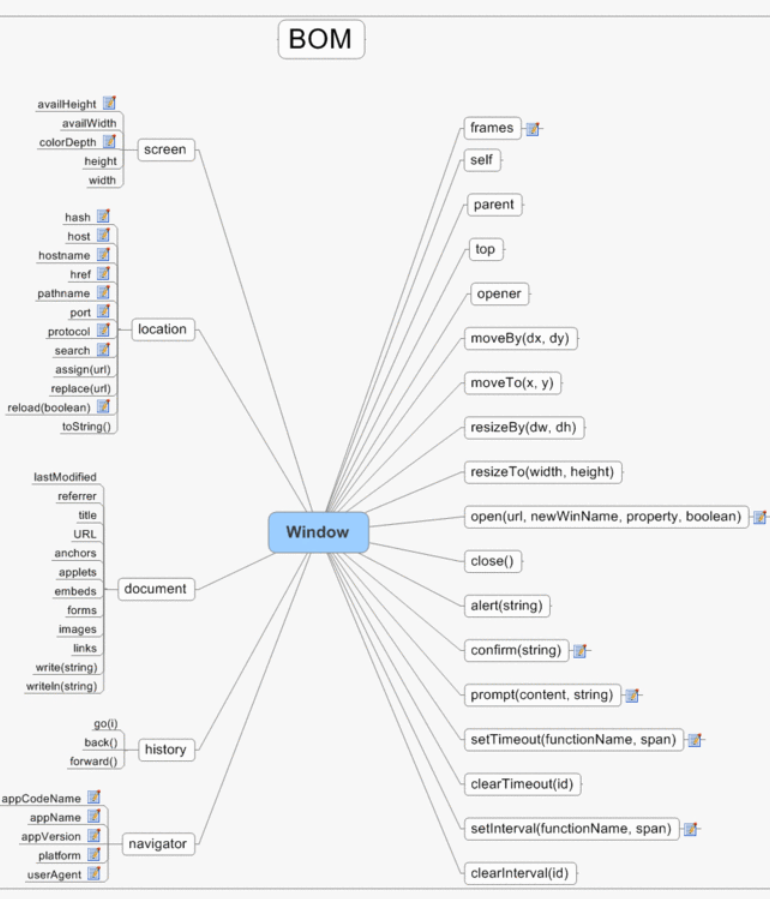 BOM
availHeight
availWidth
colorDepth
height
width
screen
hash
host
hostname
href
pathname
port
protocol
search
assign(url)
replace(url)
reload(boolean)
toString()
location
lastModified
referrer
title
URL
anchors
applets
embeds
forms
images
links
write(string)
writeln(string)
document
go(i)
back()
forward()
history
appCodeName
appName
appVersion
platform
userAgent
navigator
Window
frames
self
parent
top
opener
moveBy(dx, dy)
moveTo(x, y)
resizeBy(dw, dh)
resizeTo(width, height)
open(url, newWinName, property, boolean)
close()
alert(string)
confirm(string)
prompt(content, string)
setTimeout(functionName, span)
clearTimeout(id)
setInterval(functionName, span)
clearInterval(id)